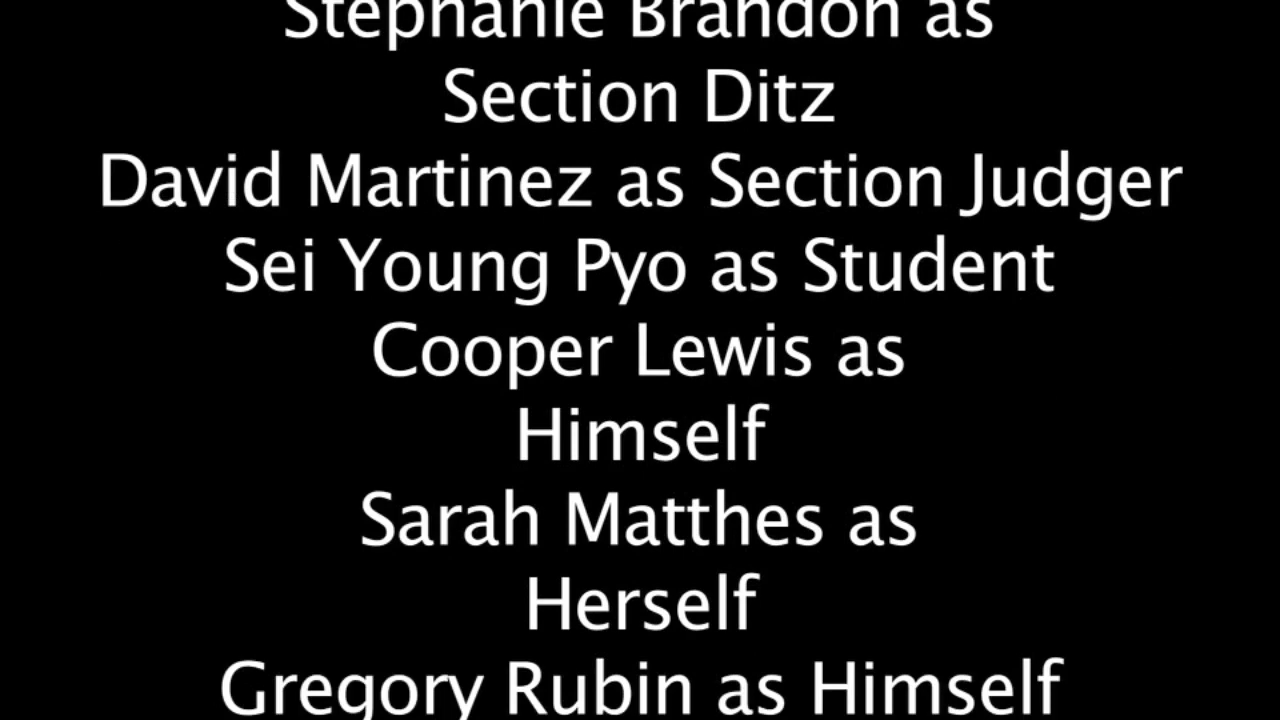 Stephanie Brandon as
Section Ditz
David Martinez as Section Judger
Sei Young Pyo as Student
Cooper Lewis as
Himself
Sarah Matthes as
Herself
Gregory Rubin as Himself